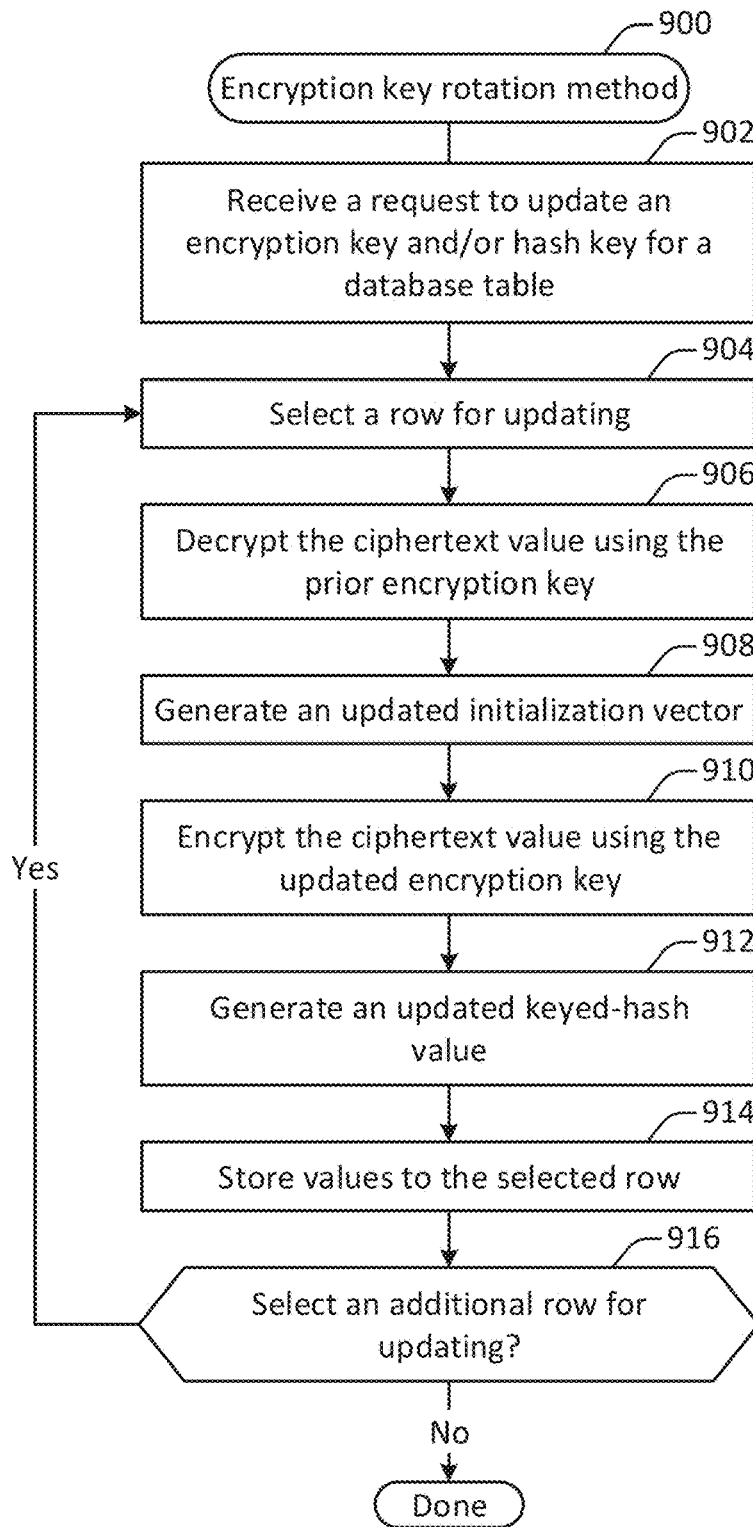 900
Encryption key rotation method
902
Receive a request to update an
encryption key and/or hash key for a
database table
904
Select a row for updating
906
Decrypt the ciphertext value using the
prior encryption key
908
Generate an updated initialization vector
910
Encrypt the ciphertext value using the
updated encryption key
Yes
912
Generate an updated keyed-hash
value
914
Store values to the selected row
916
Select an additional row for
updating?
No
Done